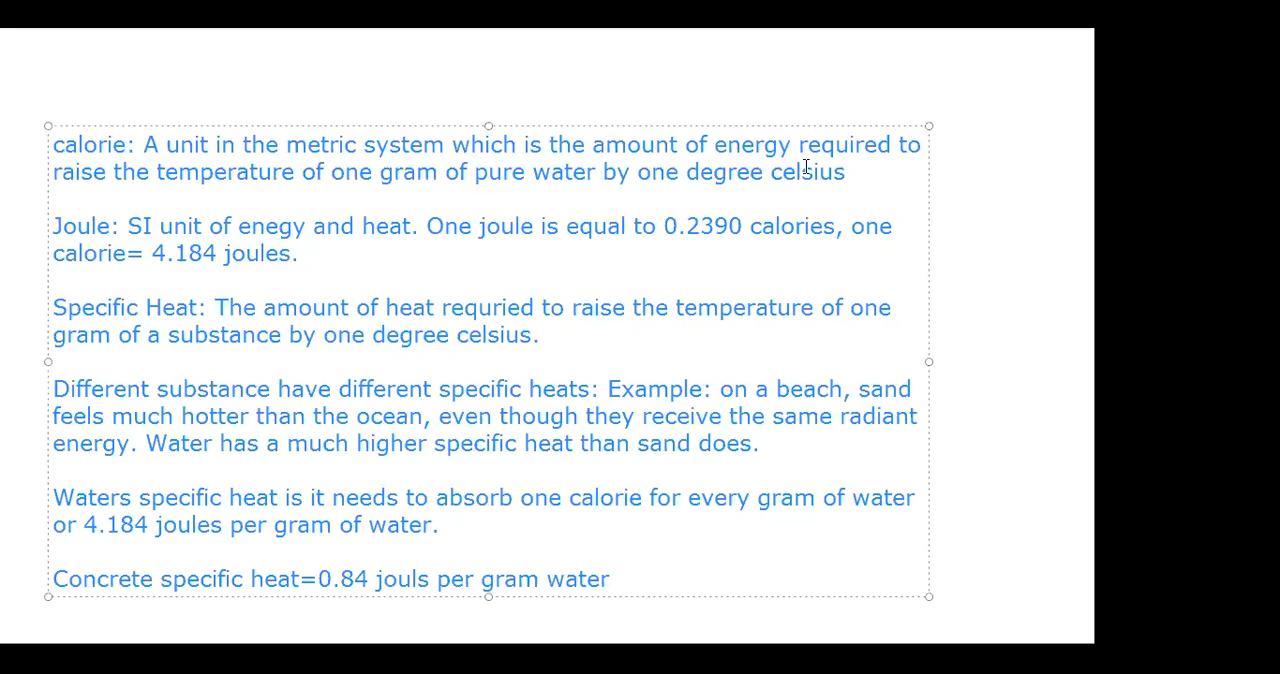 calorie: A unit in the metric system which is the amount of energy required to
raise the temperature of one gram of pure water by one degree celsius
Joule: SI unit of enegy and heat. One joule is equal to 0.2390 calories, one
calorie= 4.184 joules.
Specific Heat: The amount of heat requried to raise the temperature of one
gram of a substance by one degree celsius.
Different substance have different specific heats: Example: on a beach, sand
feels much hotter than the ocean, even though they receive the same radiant
energy. Water has a much higher specific heat than sand does.
Waters specific heat is it needs to absorb one calorie for every gram of water
or 4.184 joules per gram of water.
Concrete specific heat=0.84 jouls per gram water